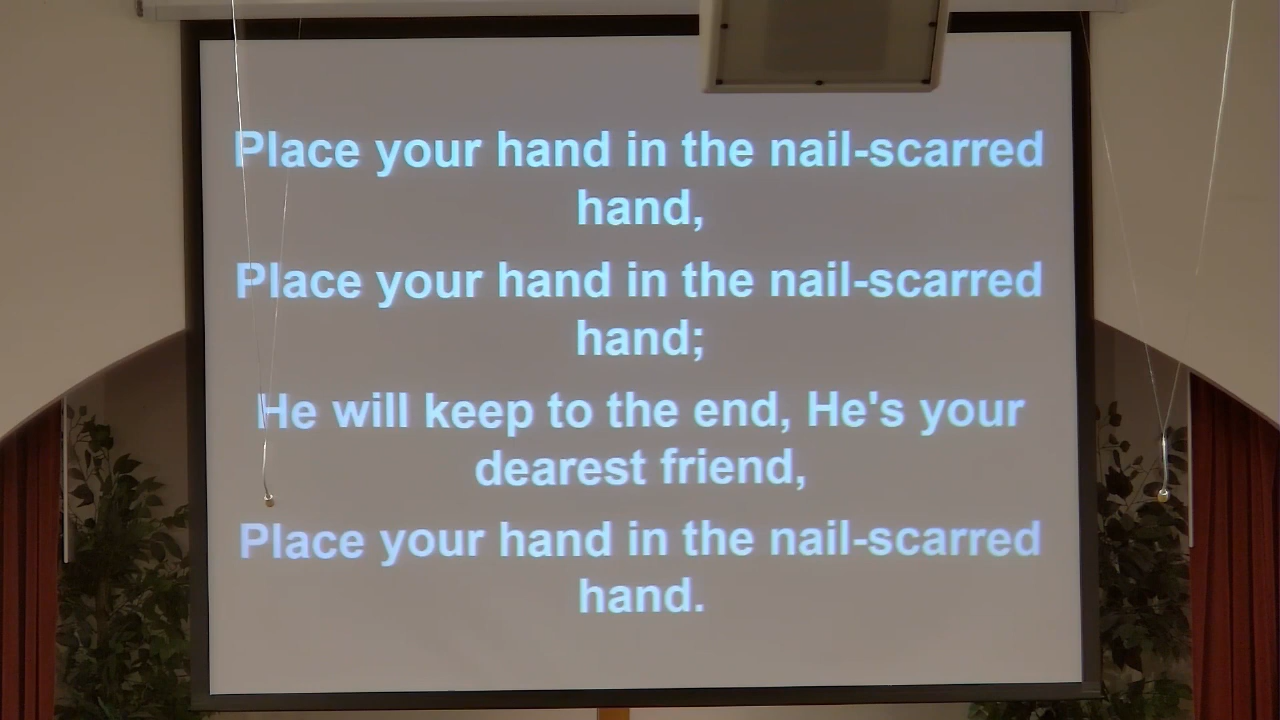 Place your hand in the nail-scarred
hand,
Place your hand in the nail-scarred
hand;
He will keep to the end, He's your
dearest friend,
Place your hand in the nail-scarred
hand.